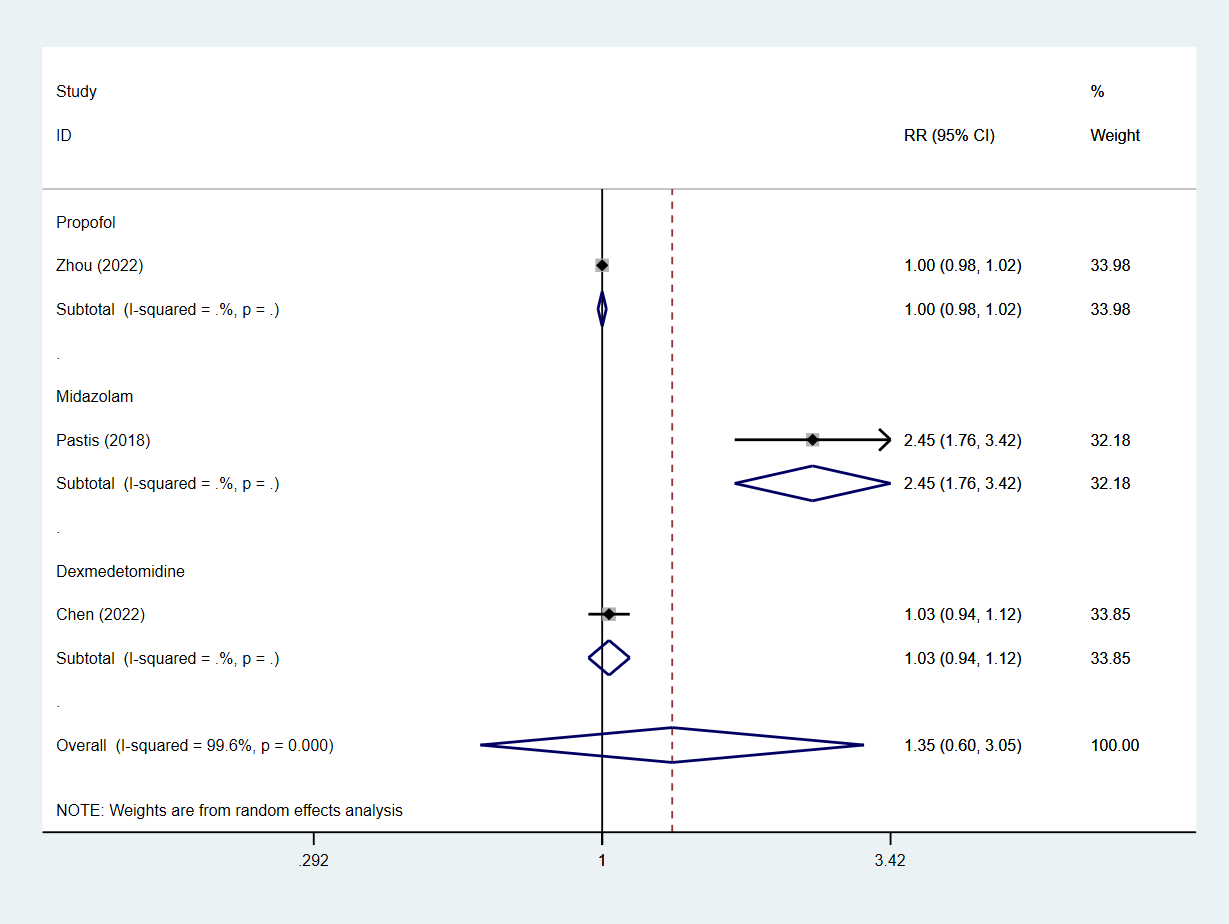 Study %
ID RR (95% CI) Weight
Propofol
Zhou (2022) 1.00 (0.98, 1.02) 33.98
Subtotal (I-squared = .%, p = .) 1.00 (0.98, 1.02) 33.98
.
Midazolam
Pastis (2018) 2.45 (1.76, 3.42) 32.18
Subtotal (I-squared = .%, p = .) 2.45 (1.76, 3.42) 32.18
.
Dexmedetomidine
Chen (2022) 1.03 (0.94, 1.12) 33.85
Subtotal (I-squared = .%, p = .) 1.03 (0.94, 1.12) 33.85
.
Overall (I-squared = 99.6%, p = 0.000) 1.35 (0.60, 3.05) 100.00
NOTE: Weights are from random effects analysis
.292 1 3.42